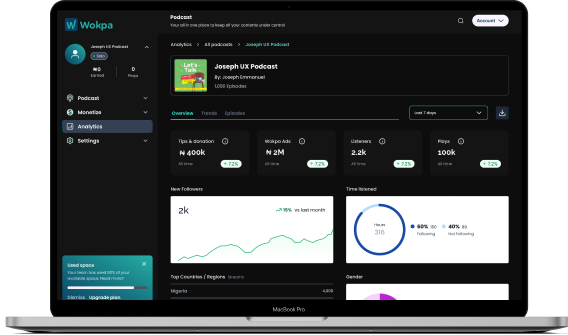 Wokpa
Podcast
Your all in one place to keep all your contents under control
Account
Joseph UX Podcast
Solo
₦0
0
Earned
Plays
Podcast
Monetize
Analytics
Settings
Analytics > All podcasts > Joseph UX Podcast
Let's Talk
Joseph UX Podcast
By: Joseph Emmanuel
1,000 Episodes
Overview Trends Episodes
Last 7 days
Tips & donation
₦ 400k
All time
+ 7.2%
Wokpa Ads
₦ 2M
All time
+ 7.2%
Listeners
2.2k
All time
+ 7.2%
Plays
100k
All time
+ 7.2%
New Followers
2k
15% vs last month
Time listened
Hours
316
60%
Following
40%
Not Following
Top Countries / Regions Streams
Nigeria 4,000
Gender
Used space
Your team has used 80% of your
available space. Need more?
Dismiss Upgrade plan
MacBook Pro